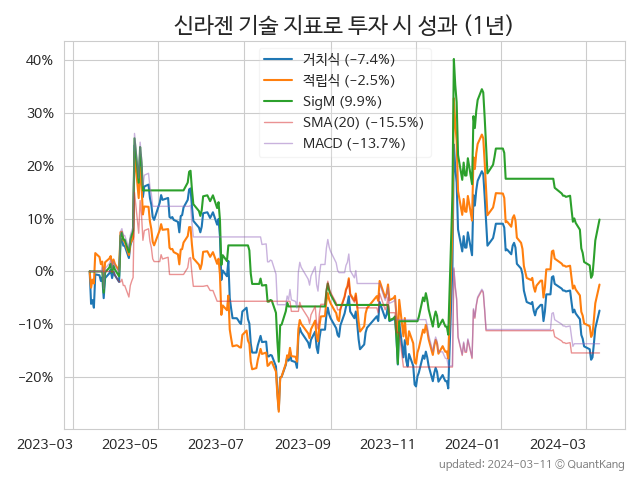 신라젠 기술 지표로 투자 시 성과 (1년)
거치식 (−7.4%)
적립식 (−2.5%)
SigM (9.9%)
SMA(20) (−15.5%)
MACD (−13.7%)
40%
30%
20%
10%
0%
−10%
−20%
2023-03
2023-05
2023-07
2023-09
2023-11
2024-01
2024-03
updated: 2024-03-11 © QuantKang